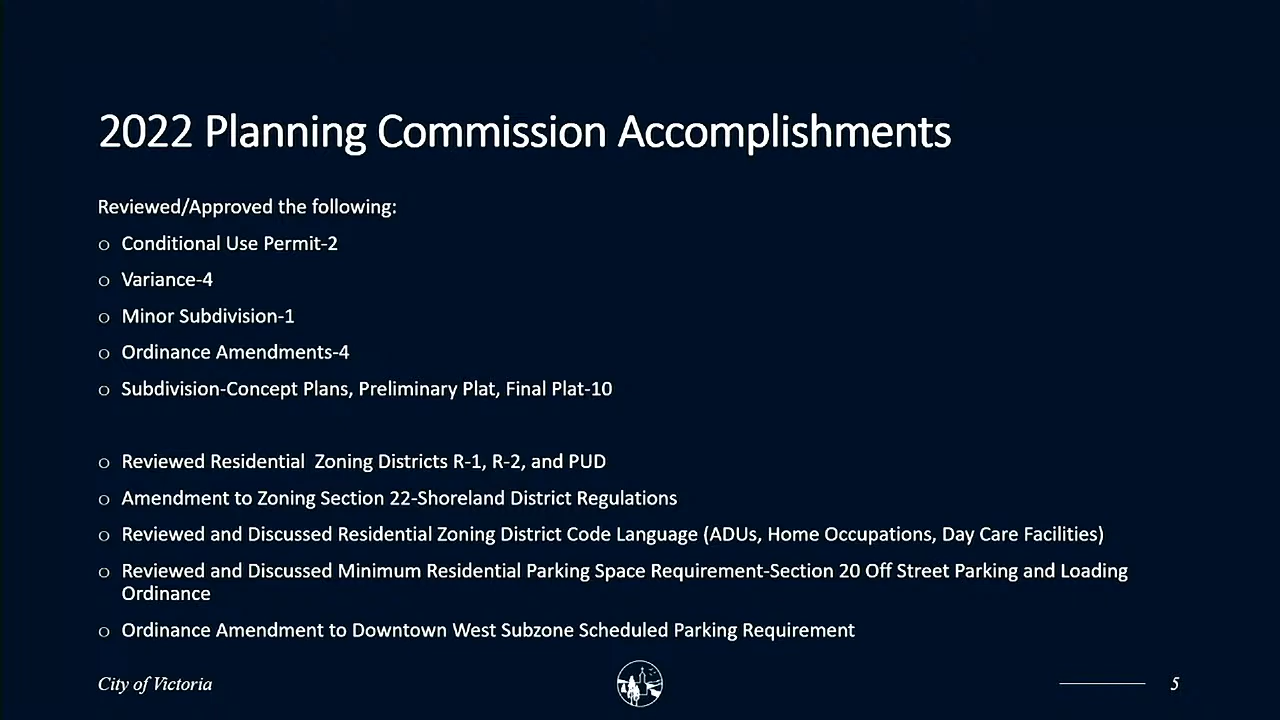 2022 Planning Commission Accomplishments
Reviewed/Approved the following:
o Conditional Use Permit-2
o Variance-4
o Minor Subdivision-1
o Ordinance Amendments-4
o Subdivision-Concept Plans, Preliminary Plat, Final Plat-10
o Reviewed Residential  Zoning Districts R-1, R-2, and PUD
o Amendment to Zoning Section 22-Shoreland District Regulations
o Reviewed and Discussed Residential Zoning District Code Language (ADUs, Home Occupations, Day Care Facilities)
o Reviewed and Discussed Minimum Residential Parking Space Requirement-Section 20 Off Street Parking and Loading
Ordinance
o Ordinance Amendment to Downtown West Subzone Scheduled Parking Requirement
City of Victoria
5